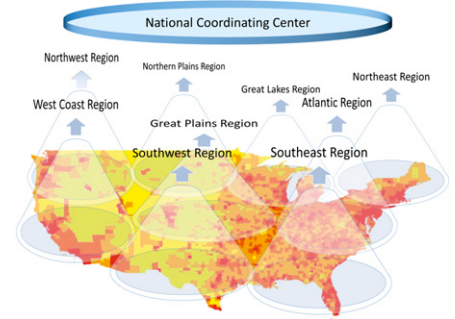 National Coordinating Center
Northwest Region
Northern Plains Region
Northeast Region
Great Lakes Region
West Coast Region
Atlantic Region
Great Plains Region
Southwest Region
Southeast Region